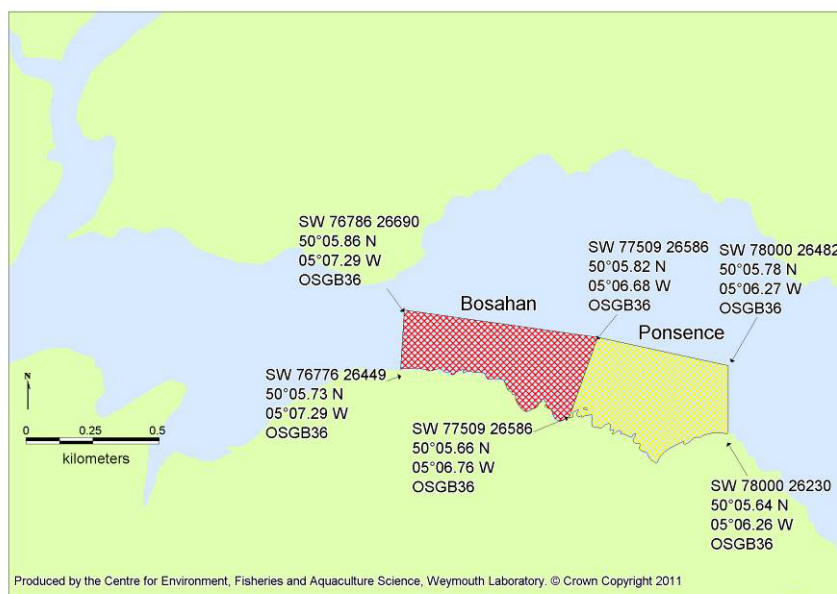 SW 76786 26690
50°05.86 N
05°07.29 W
OSGB36
Bosahan
SW 77509 26586
50°05.82 N
05°06.68 W
OSGB36
SW 78000 26482
50°05.78 N
05°06.27 W
OSGB36
Ponsence
SW 76776 26449
50°05.73 N
05°07.29 W
OSGB36
N
0 0.25 0.5
kilometers
SW 77509 26586
50°05.66 N
05°06.76 W
OSGB36
SW 78000 26230
50°05.64 N
05°06.26 W
OSGB36
Produced by the Centre for Environment, Fisheries and Aquaculture Science, Weymouth Laboratory. © Crown Copyright 2011